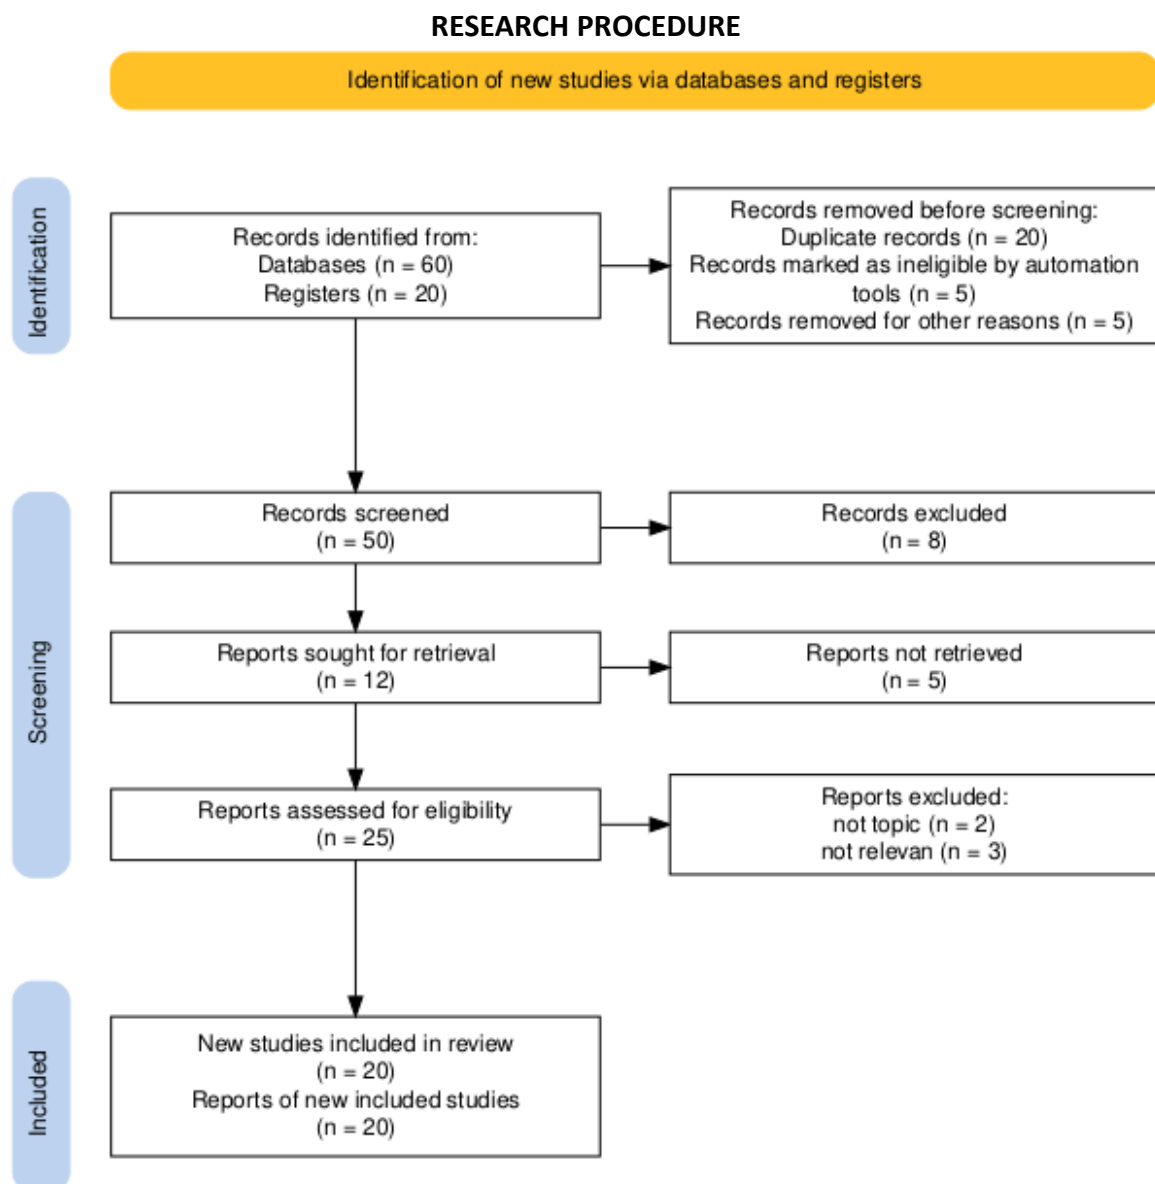 RESEARCH PROCEDURE
Identification of new studies via databases and registers
Identification
Records identified from:
Databases (n = 60)
Registers (n = 20)
Records removed before screening:
Duplicate records (n = 20)
Records marked as ineligible by automation
tools (n = 5)
Records removed for other reasons (n = 5)
Screening
Records screened
(n = 50)
Records excluded
(n = 8)
Reports sought for retrieval
(n = 12)
Reports not retrieved
(n = 5)
Reports assessed for eligibility
(n = 25)
Reports excluded:
not topic (n = 2)
not relevan (n = 3)
Included
New studies included in review
(n = 20)
Reports of new included studies
(n = 20)